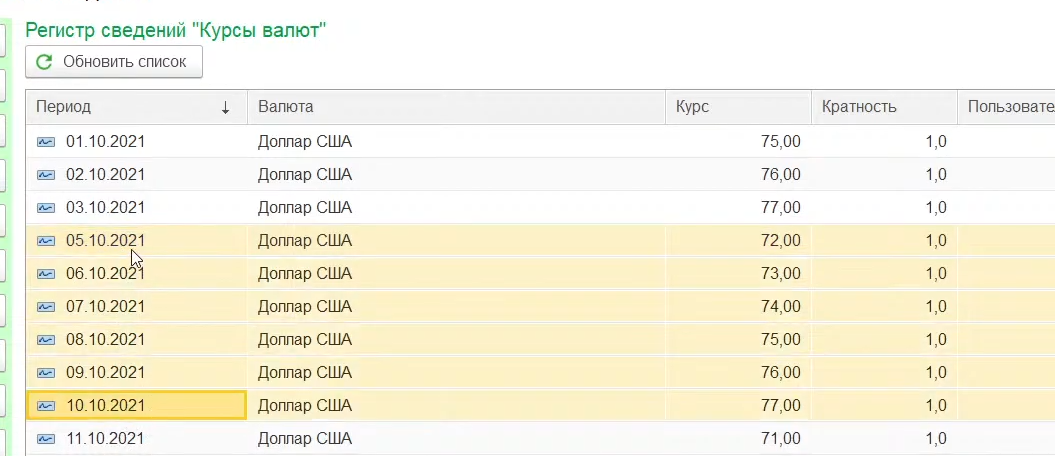 Регистр сведений "Курсы валют"
Обновить список
Период ↓ Валюта Курс Кратность Пользовате
01.10.2021 Доллар США 75,00 1,0
02.10.2021 Доллар США 76,00 1,0
03.10.2021 Доллар США 77,00 1,0
05.10.2021 Доллар США 72,00 1,0
06.10.2021 Доллар США 73,00 1,0
07.10.2021 Доллар США 74,00 1,0
08.10.2021 Доллар США 75,00 1,0
09.10.2021 Доллар США 76,00 1,0
10.10.2021 Доллар США 77,00 1,0
11.10.2021 Доллар США 71,00 1,0